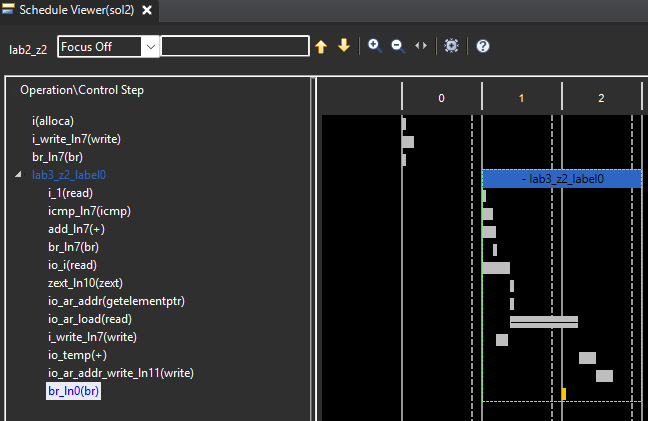 Schedule Viewer(sol2)
lab2_z2 Focus Off
Operation\Control Step
0 1 2
i(alloca)
i_write_ln7(write)
br_ln7(br)
lab3_z2_label0
- lab3_z2_label0
i_1(read)
icmp_ln7(icmp)
add_ln7(+)
br_ln7(br)
io_i(read)
zext_ln10(zext)
io_ar_addr(getelementptr)
io_ar_load(read)
i_write_ln7(write)
io_temp(+)
io_ar_addr_write_ln11(write)
br_ln0(br)